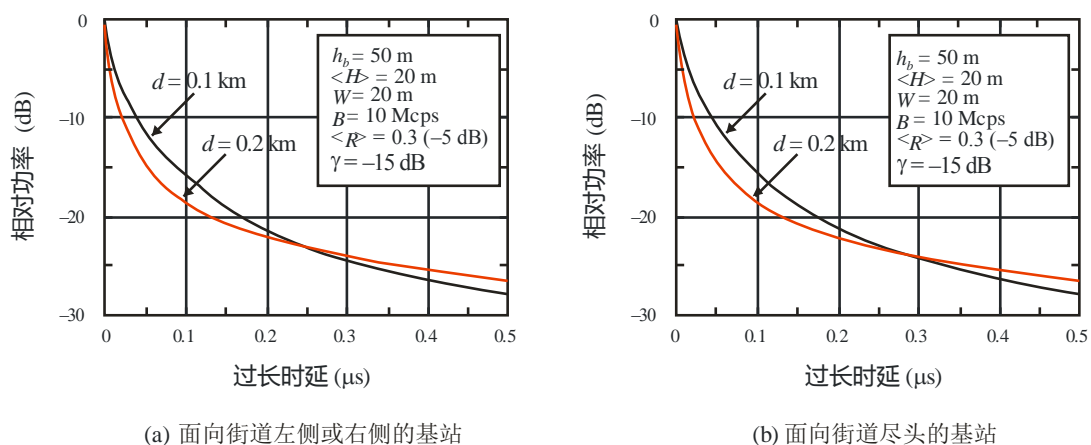 0
−10
−20
−30
相对功率 (dB)
h_b = 50 m
<H> = 20 m
W = 20 m
B = 10 Mcps
<R> = 0.3 (–5 dB)
γ = –15 dB
d = 0.1 km
d = 0.2 km
0 0.1 0.2 0.3 0.4 0.5
过长时延 (μs)
(a) 面向街道左侧或右侧的基站
0
−10
−20
−30
相对功率 (dB)
h_b = 50 m
<H> = 20 m
W = 20 m
B = 10 Mcps
<R> = 0.3 (–5 dB)
γ = –15 dB
d = 0.1 km
d = 0.2 km
0 0.1 0.2 0.3 0.4 0.5
过长时延 (μs)
(b) 面向街道尽头的基站